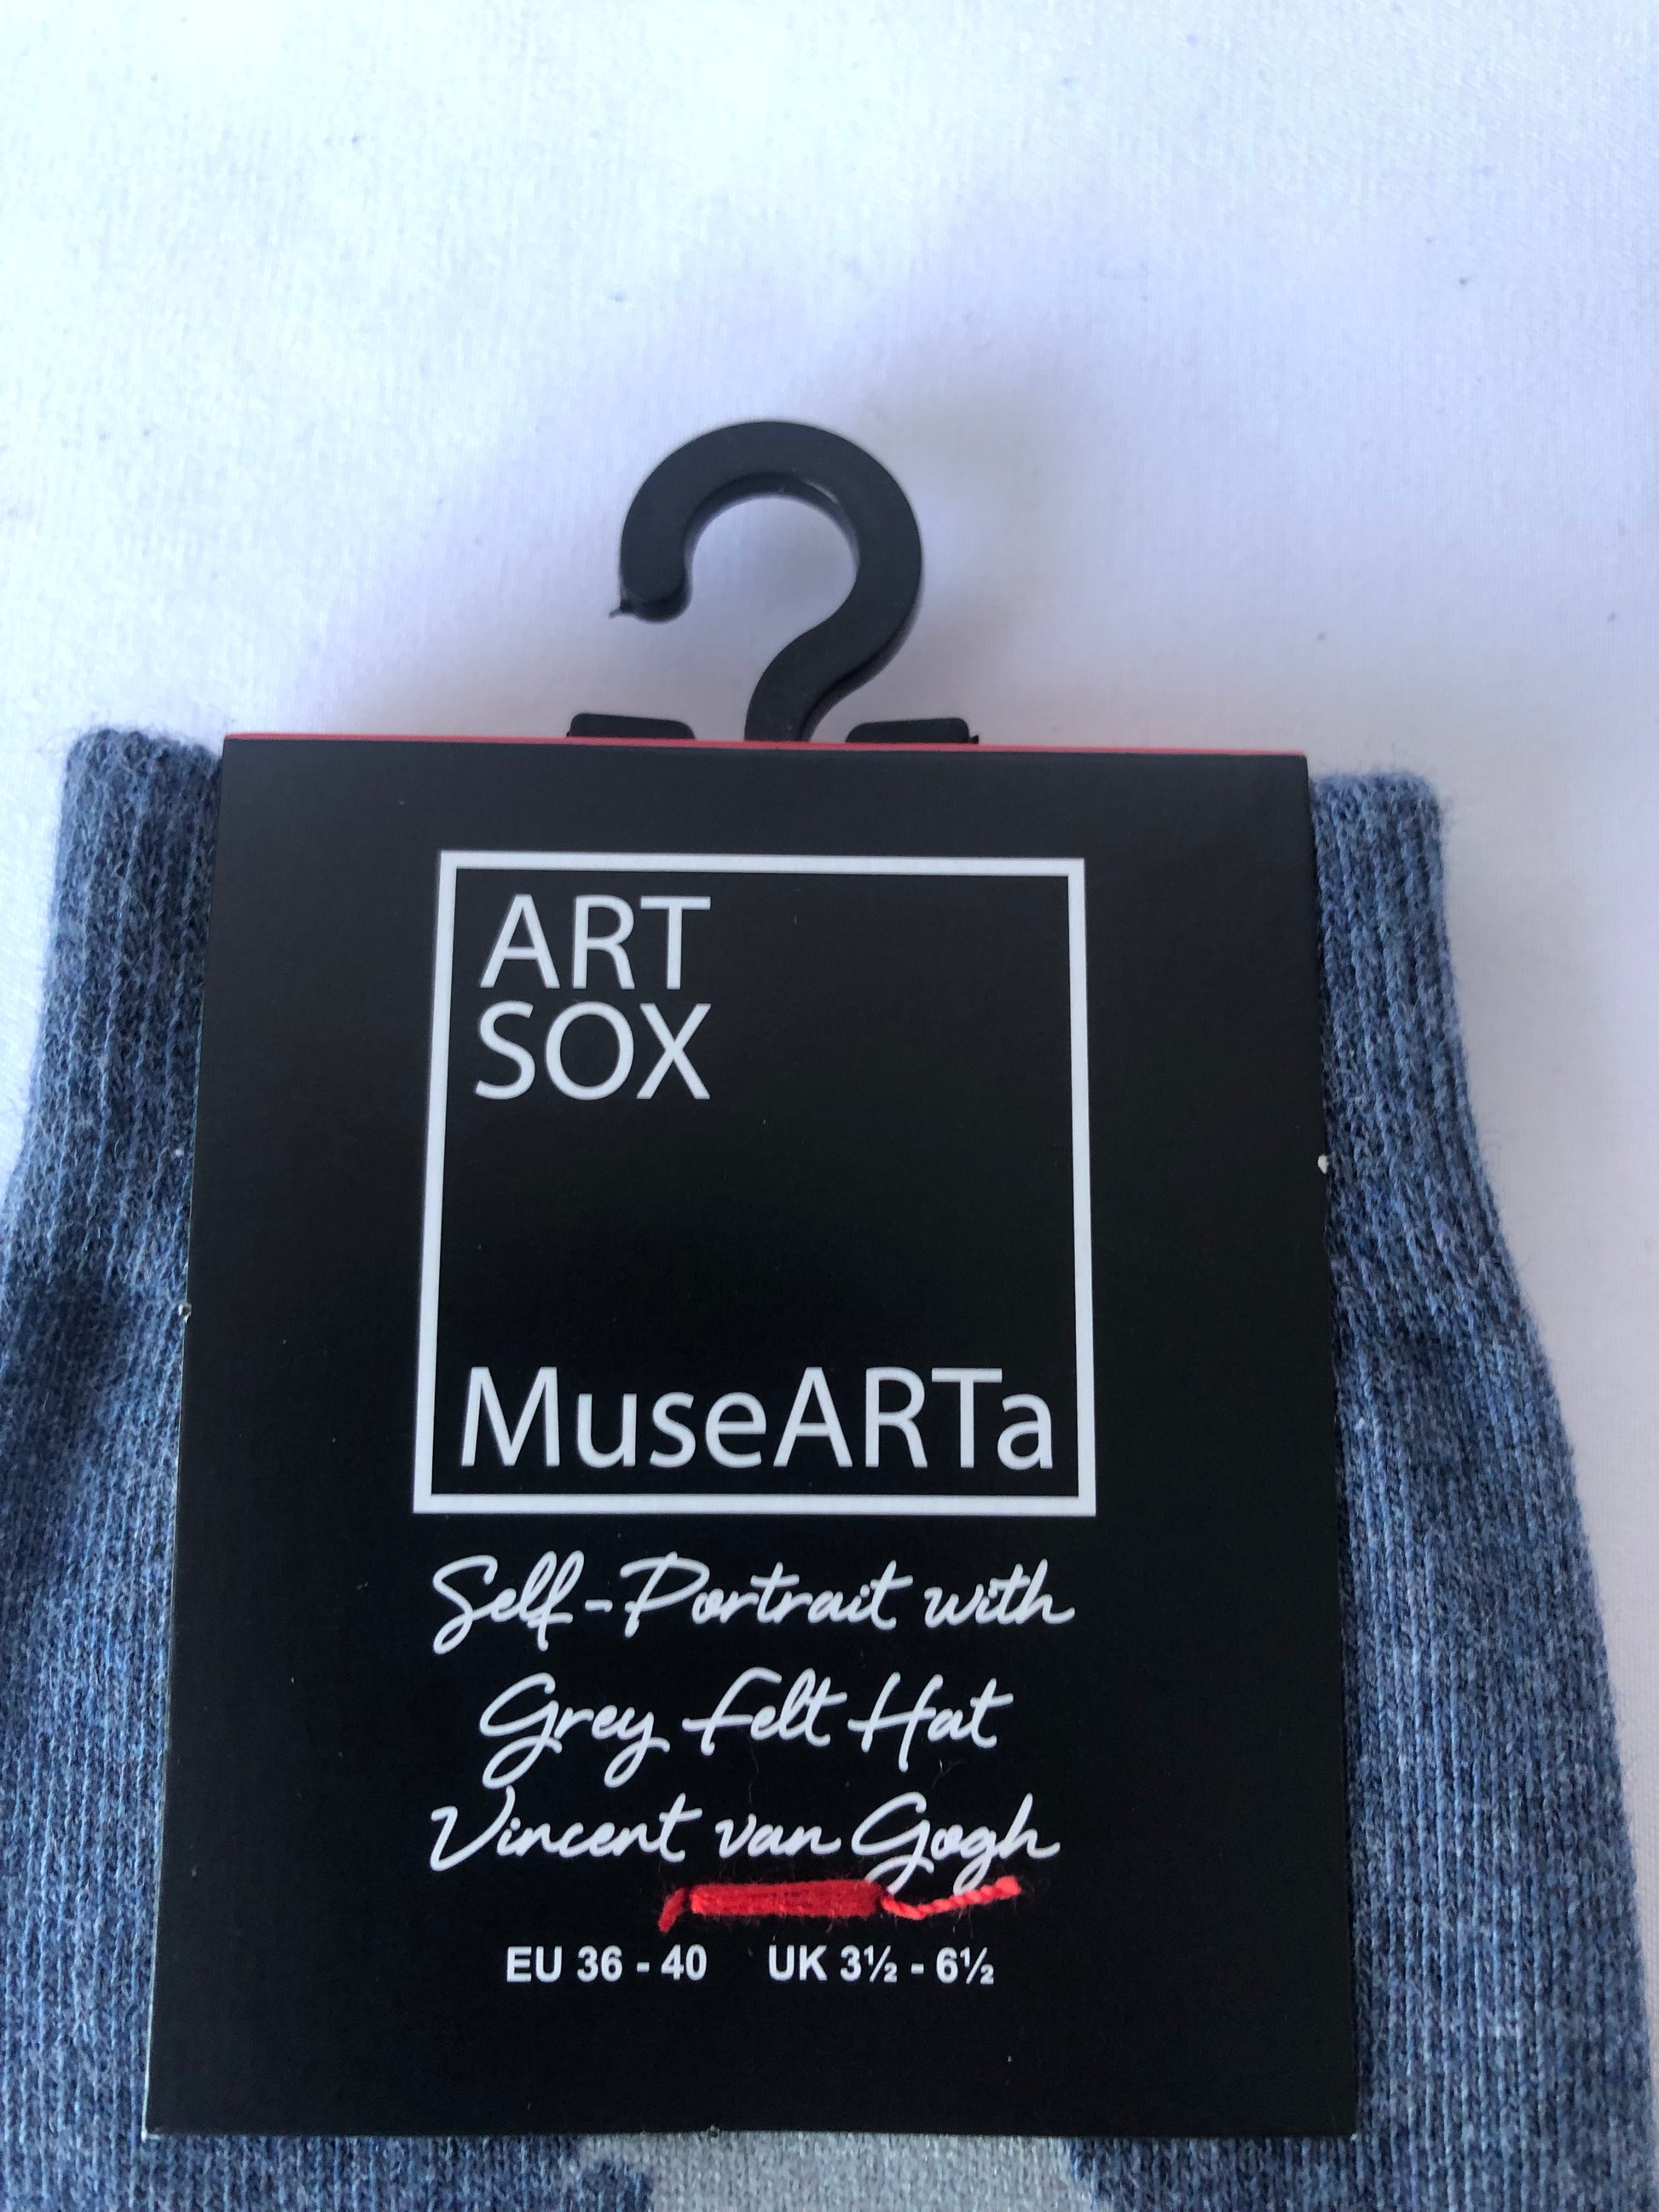 ART
SOX
MuseARTa
Self-Portrait with
Grey Felt Hat
Vincent van Gogh
EU 36 - 40 UK 3½ - 6½